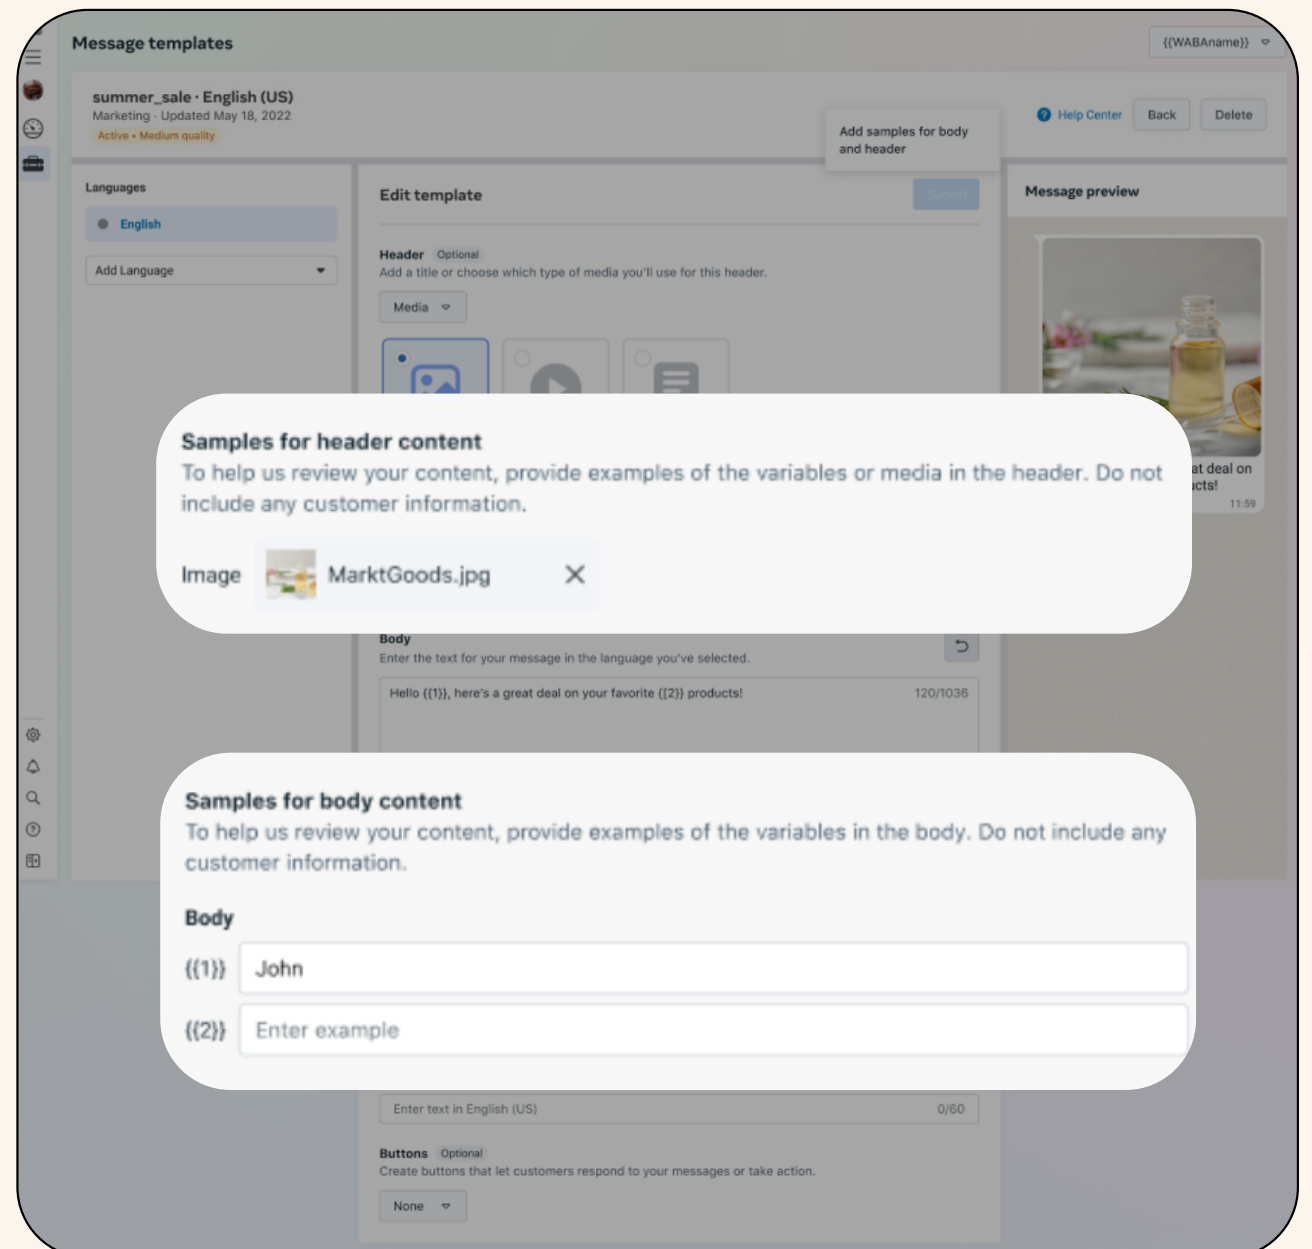 Message templates
{{WABAname}}
summer_sale · English (US)
Marketing · Updated May 18, 2022
Active • Medium quality
Help Center
Back
Delete
Add samples for body
and header
Languages
English
Add Language
Edit template
Submit
Message preview
Header Optional
Add a title or choose which type of media you'll use for this header.
Media
at deal on
ucts!
11:59
Samples for header content
To help us review your content, provide examples of the variables or media in the header. Do not
include any customer information.
Image MarktGoods.jpg
Body
Enter the text for your message in the language you've selected.
Hello {{1}}, here's a great deal on your favorite {{2}} products!
120/1036
Samples for body content
To help us review your content, provide examples of the variables in the body. Do not include any
customer information.
Body
{{1}} John
{{2}} Enter example
Enter text in English (US)
0/60
Buttons Optional
Create buttons that let customers respond to your messages or take action.
None